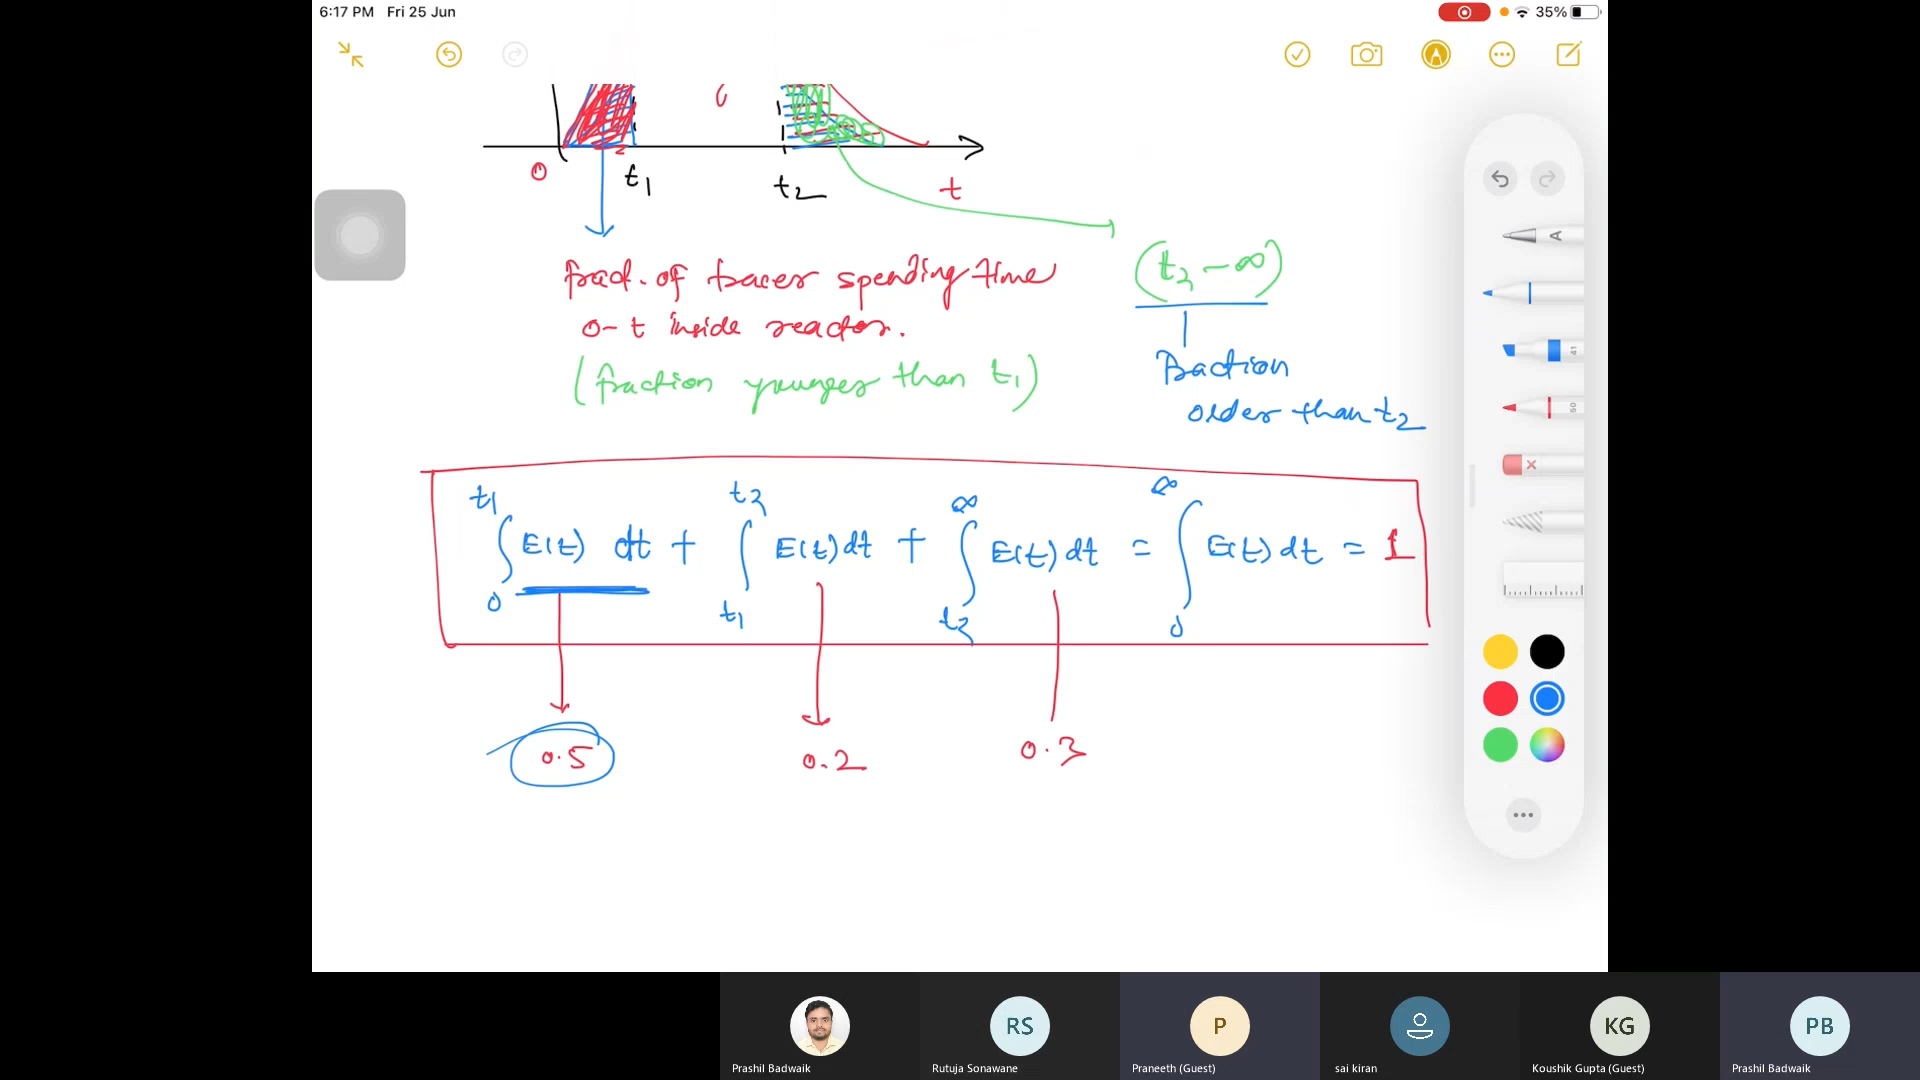 6:17 PM Fri 25 Jun
35%
0 t1 t2 t
fract. of tracer spending time
0-t inside reactor.
(fraction younger than t1)
(t2 - ∞)
Fraction
older than t2
t1 t2 ∞ ∞
∫ E(t) dt + ∫ E(t) dt + ∫ E(t) dt = ∫ E(t) dt = 1
0 t1 t2 0
0.5 0.2 0.3
A
41
50
Prashil Badwaik
RS
Rutuja Sonawane
P
Praneeth (Guest)
sai kiran
KG
Koushik Gupta (Guest)
PB
Prashil Badwaik